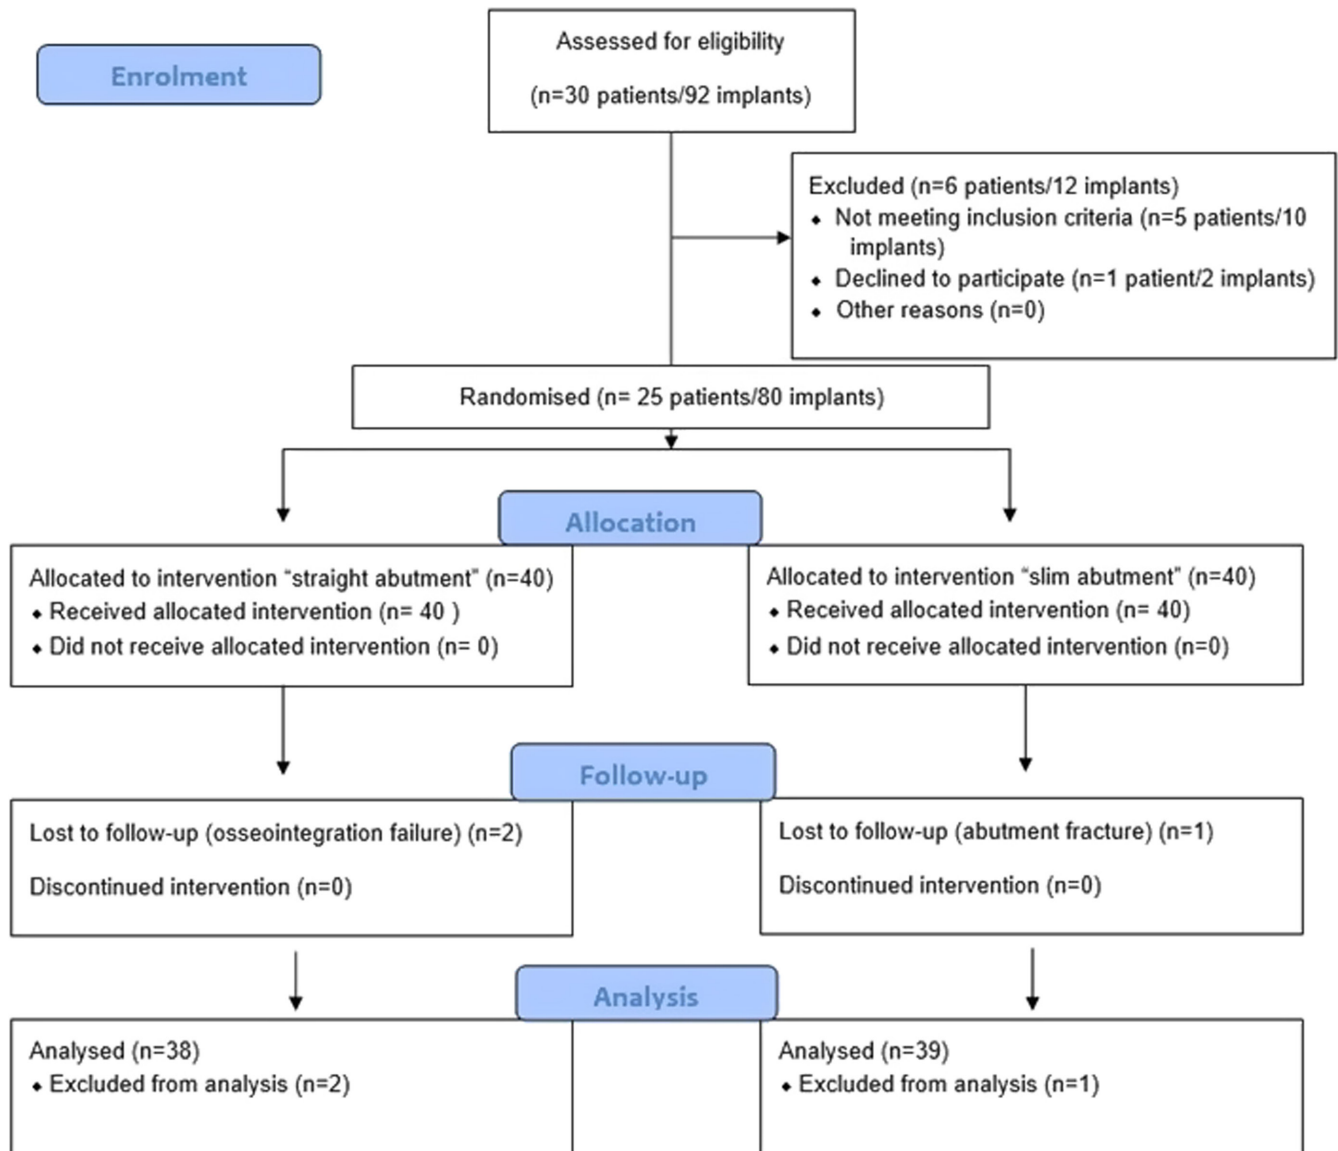 Enrolment
Assessed for eligibility
(n=30 patients/92 implants)
Excluded (n=6 patients/12 implants)
⬥ Not meeting inclusion criteria (n=5 patients/10
implants)
⬥ Declined to participate (n=1 patient/2 implants)
⬥ Other reasons (n=0)
Randomised (n= 25 patients/80 implants)
Allocation
Allocated to intervention “straight abutment” (n=40)
⬥ Received allocated intervention (n= 40 )
⬥ Did not receive allocated intervention (n= 0)
Allocated to intervention “slim abutment” (n=40)
⬥ Received allocated intervention (n= 40)
⬥ Did not receive allocated intervention (n=0)
Follow-up
Lost to follow-up (osseointegration failure) (n=2)
Discontinued intervention (n=0)
Lost to follow-up (abutment fracture) (n=1)
Discontinued intervention (n=0)
Analysis
Analysed (n=38)
⬥ Excluded from analysis (n=2)
Analysed (n=39)
⬥ Excluded from analysis (n=1)